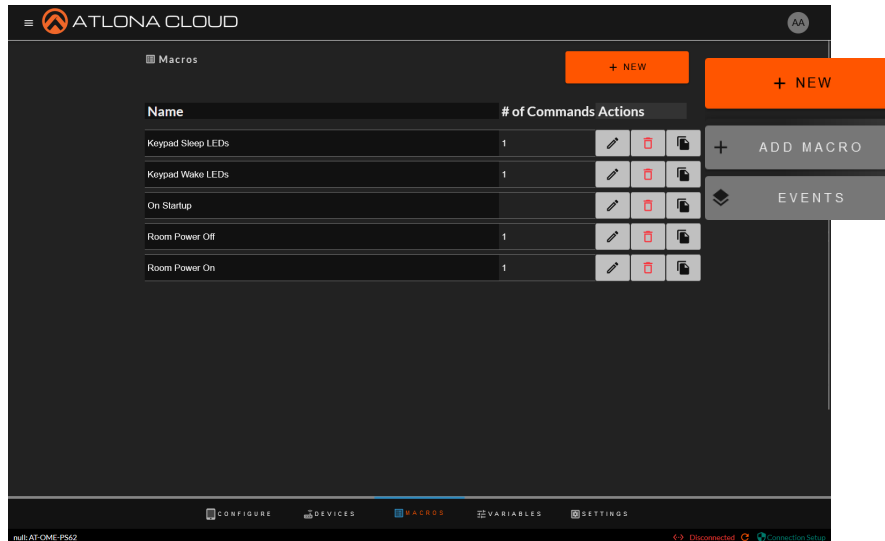 ATLONA CLOUD
AA
Macros
+ NEW
+ NEW
Name # of Commands Actions
Keypad Sleep LEDs 1
+ ADD MACRO
Keypad Wake LEDs 1
EVENTS
On Startup
Room Power Off 1
Room Power On 1
CONFIGURE DEVICES MACROS VARIABLES SETTINGS
null: AT-OME-PS62 Disconnected Connection Setup